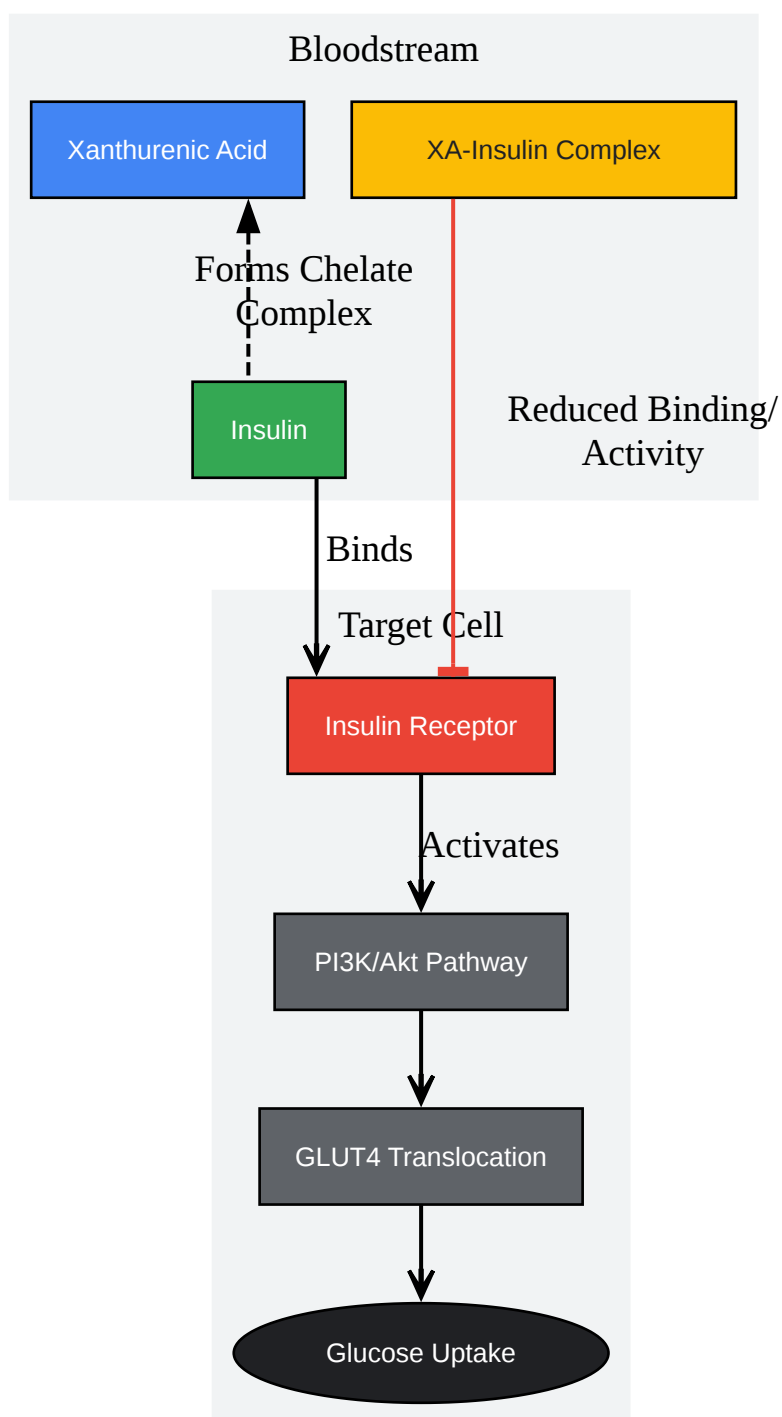 Bloodstream
Xanthurenic Acid
XA-Insulin Complex
Forms Chelate
Complex
Insulin
Reduced Binding/
Activity
Binds
Target Cell
Insulin Receptor
Activates
PI3K/Akt Pathway
GLUT4 Translocation
Glucose Uptake